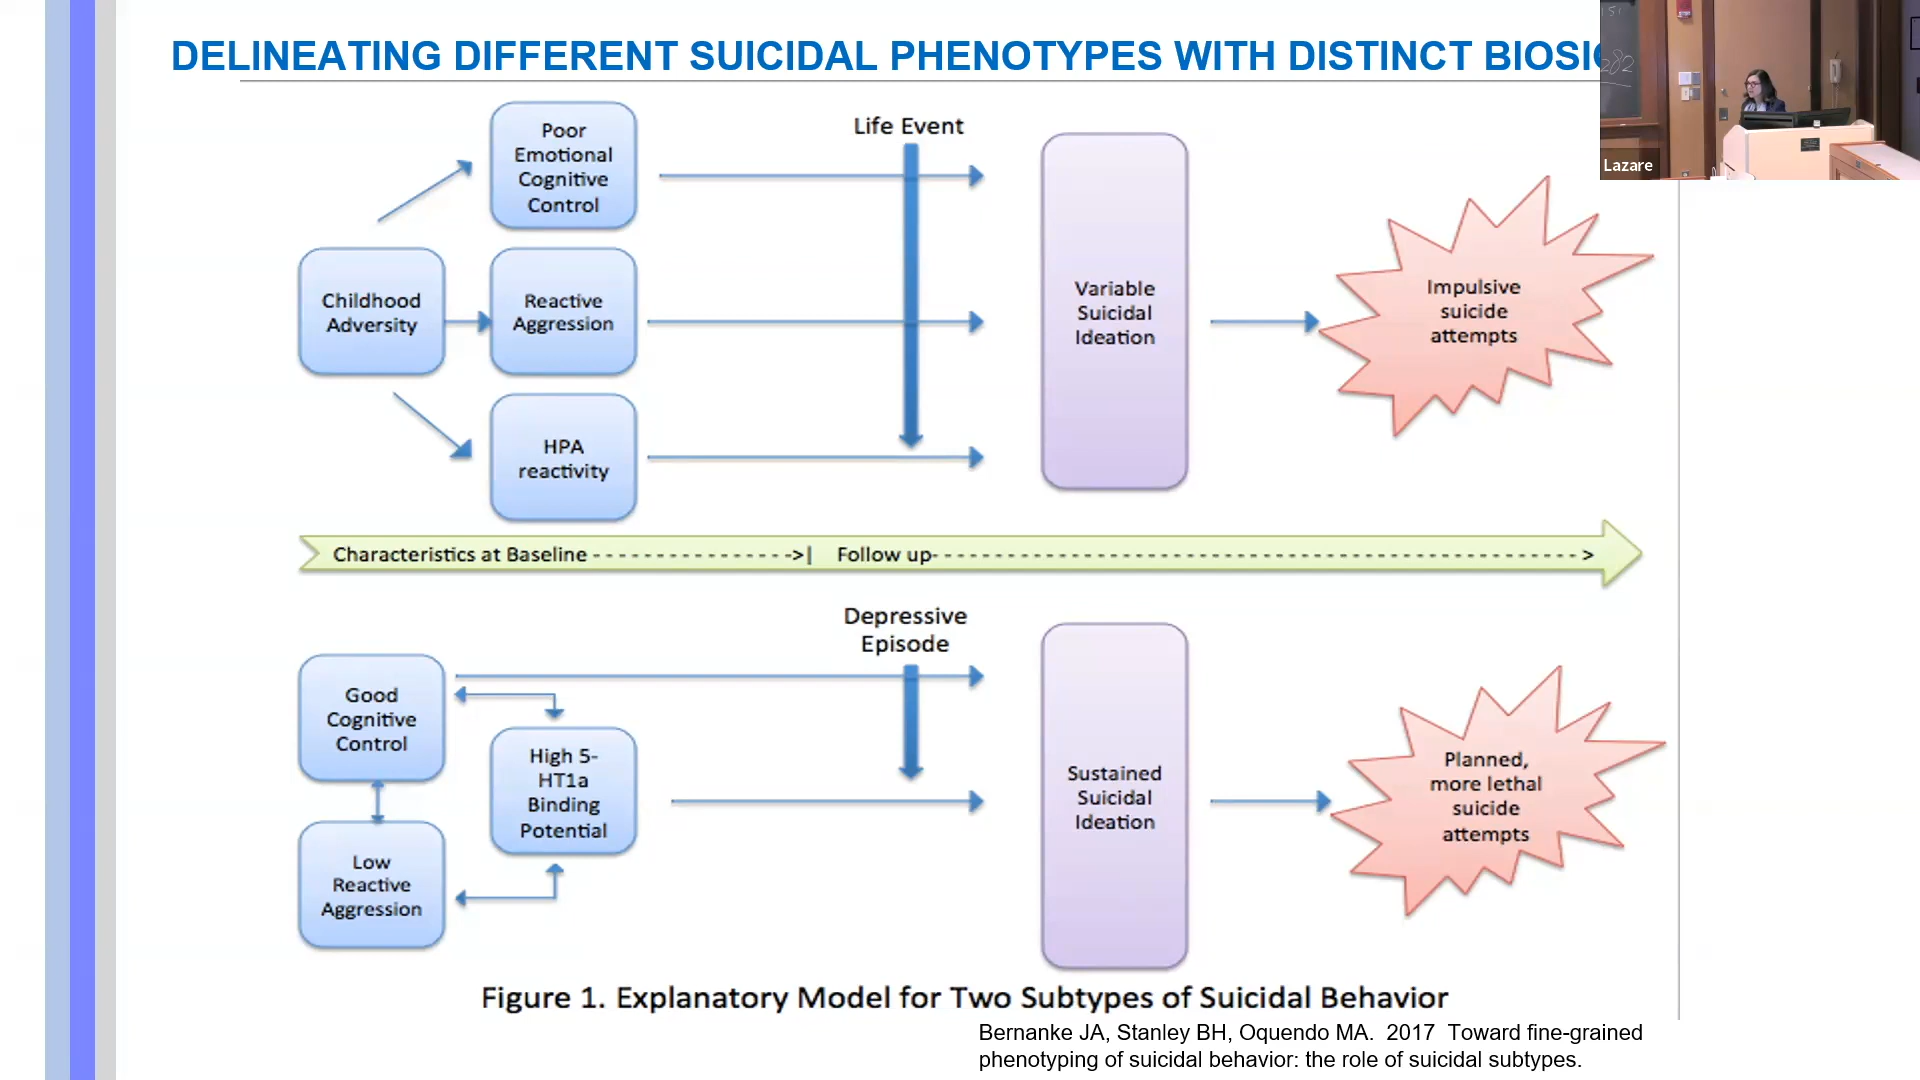 DELINEATING DIFFERENT SUICIDAL PHENOTYPES WITH DISTINCT
Lazare
Poor
Emotional
Cognitive
Control
Life Event
Childhood
Adversity
Reactive
Aggression
HPA
reactivity
Variable
Suicidal
Ideation
Impulsive
suicide
attempts
Characteristics at Baseline - - - - - - - - - - - - - - - ->| Follow up- - - - - - - - - - - - - - - - - - - - - - - - - - - - - - - - - - - - - - - - - - - - - - - - - - - >
Depressive
Episode
Good
Cognitive
Control
High 5-
HT1a
Binding
Potential
Low
Reactive
Aggression
Sustained
Suicidal
Ideation
Planned,
more lethal
suicide
attempts
Figure 1. Explanatory Model for Two Subtypes of Suicidal Behavior
Bernanke JA, Stanley BH, Oquendo MA. 2017 Toward fine-grained
phenotyping of suicidal behavior: the role of suicidal subtypes.